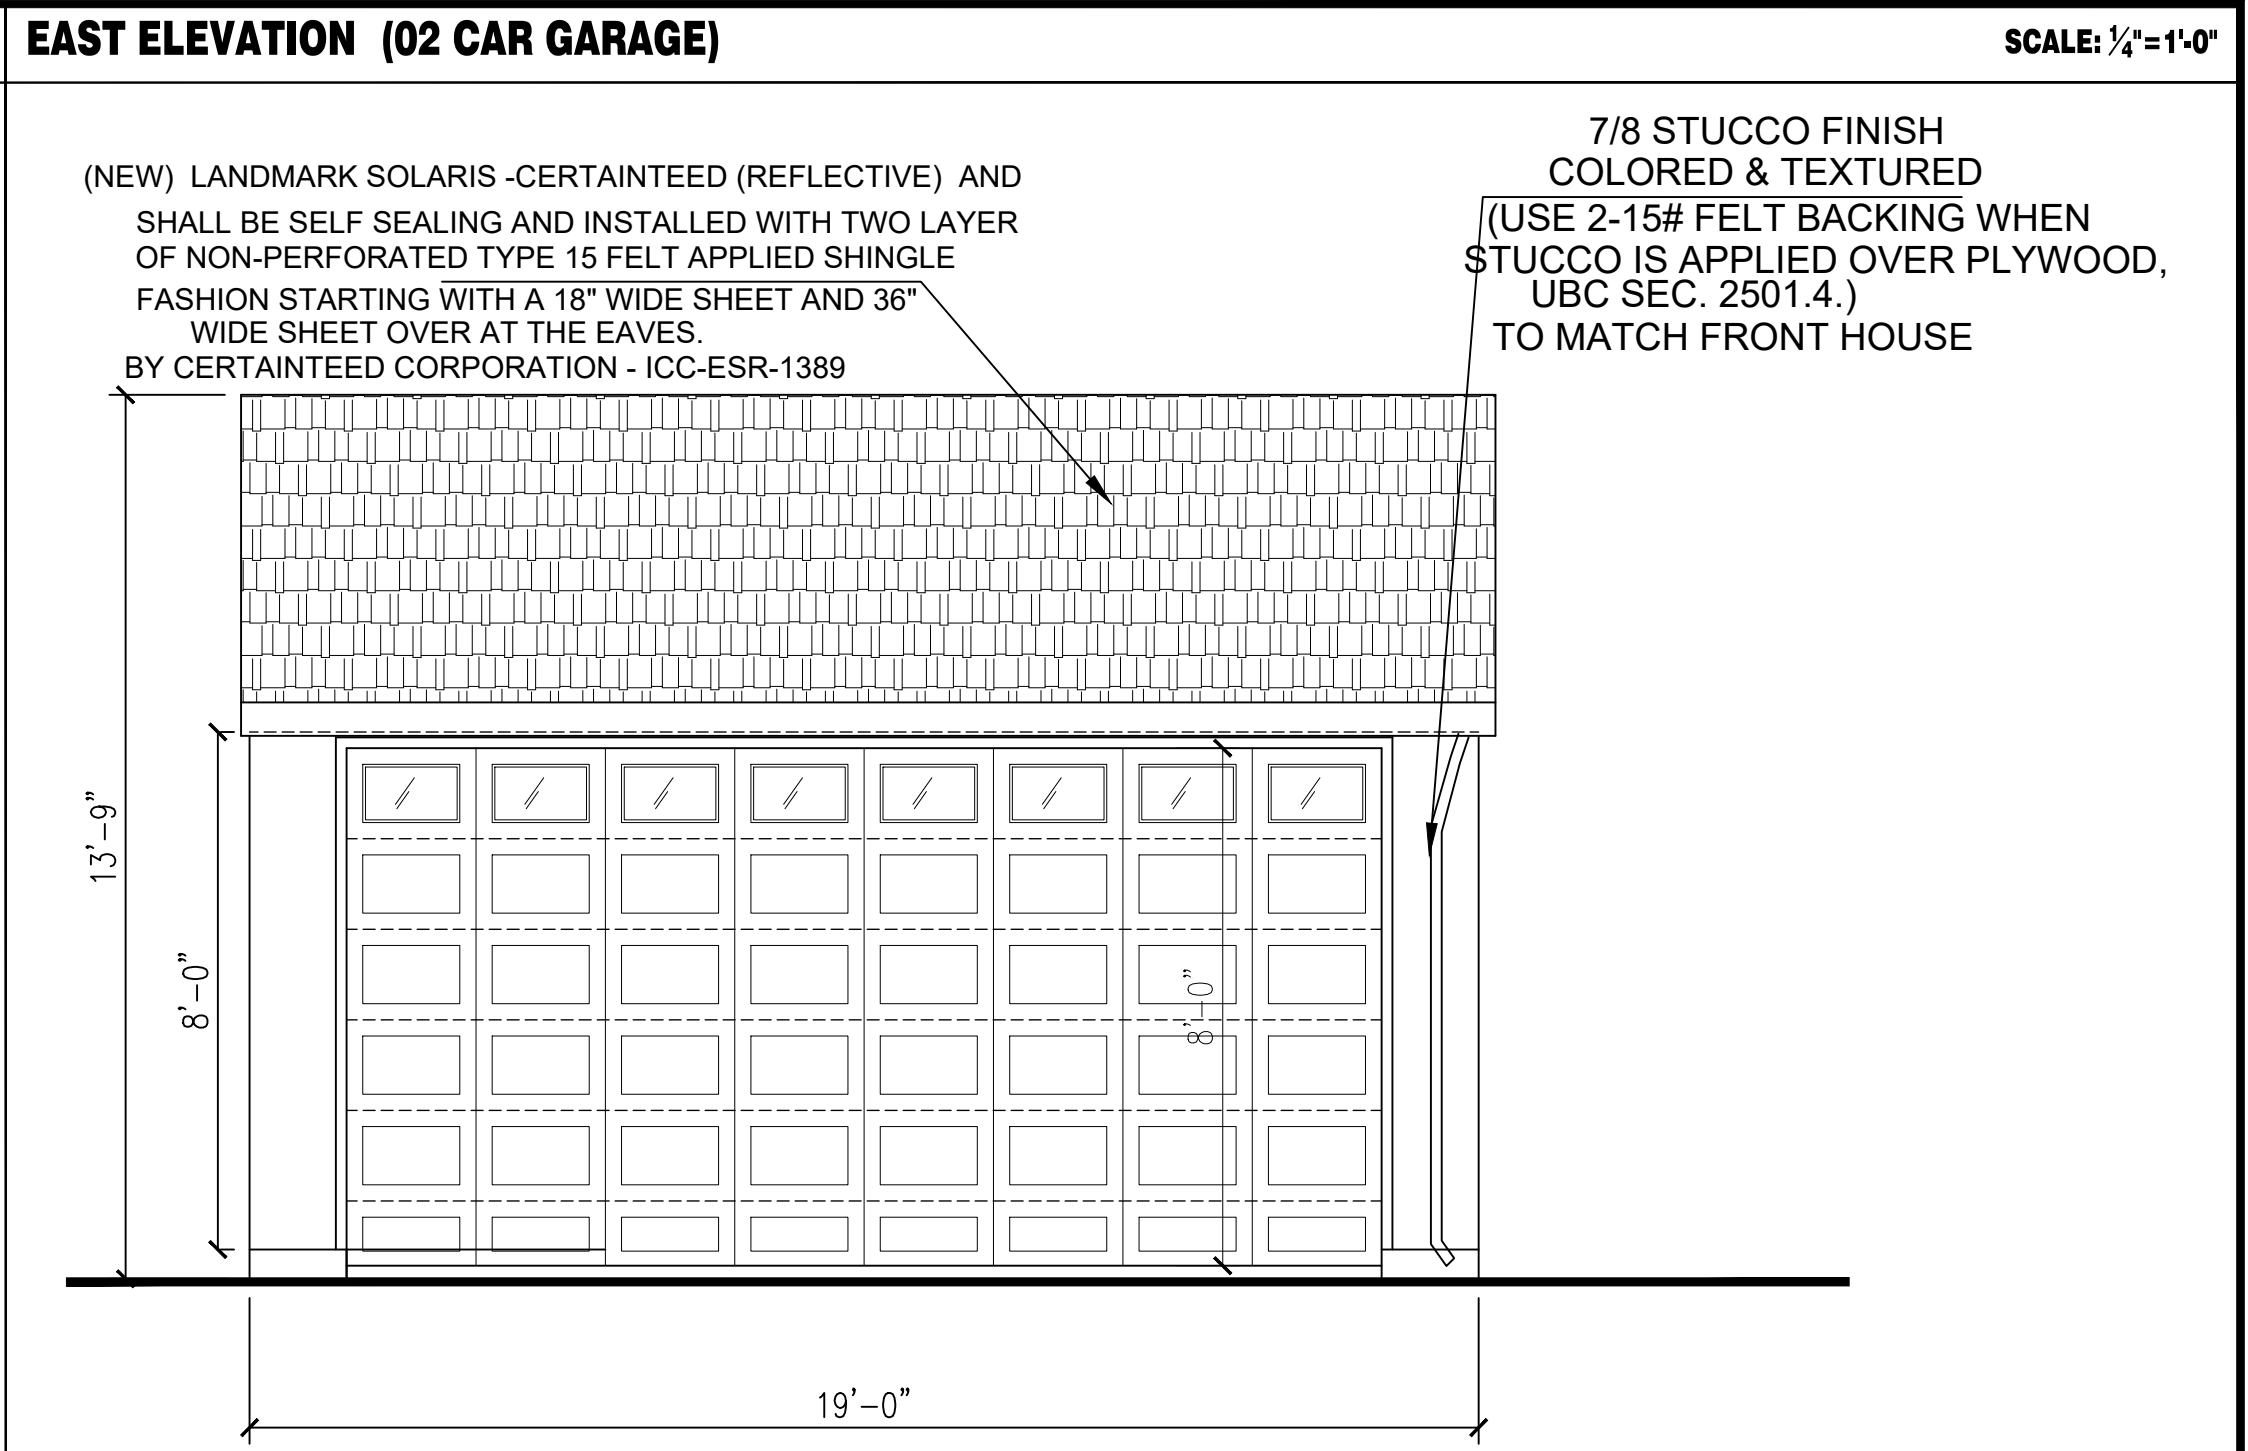 EAST ELEVATION (02 CAR GARAGE)
SCALE: 1/4"=1'-0"
(NEW) LANDMARK SOLARIS -CERTAINTEED (REFLECTIVE) AND
SHALL BE SELF SEALING AND INSTALLED WITH TWO LAYER
OF NON-PERFORATED TYPE 15 FELT APPLIED SHINGLE
FASHION STARTING WITH A 18" WIDE SHEET AND 36"
WIDE SHEET OVER AT THE EAVES.
BY CERTAINTEED CORPORATION - ICC-ESR-1389
7/8 STUCCO FINISH
COLORED & TEXTURED
(USE 2-15# FELT BACKING WHEN
STUCCO IS APPLIED OVER PLYWOOD,
UBC SEC. 2501.4.)
TO MATCH FRONT HOUSE
13'-9"
8'-0"
8'-0"
19'-0"